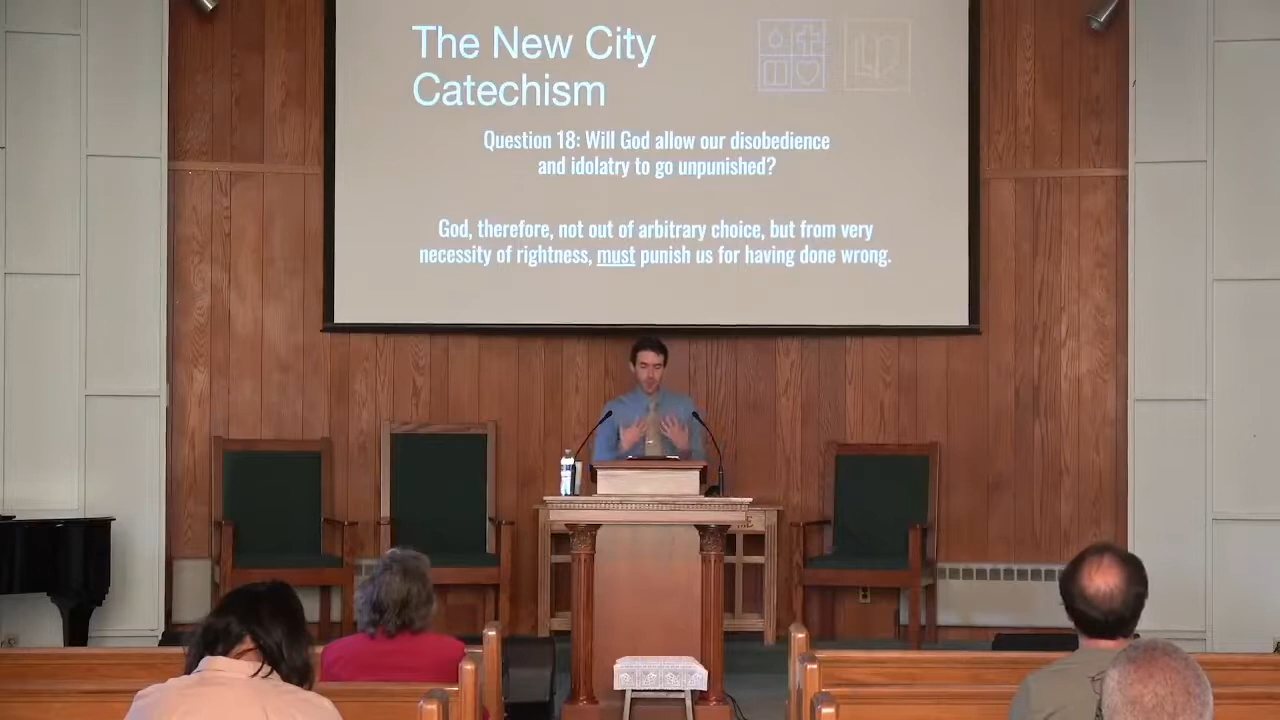 The New City
Catechism
Question 18: Will God allow our disobedience
and idolatry to go unpunished?
God, therefore, not out of arbitrary choice, but from very
necessity of rightness, must punish us for having done wrong.